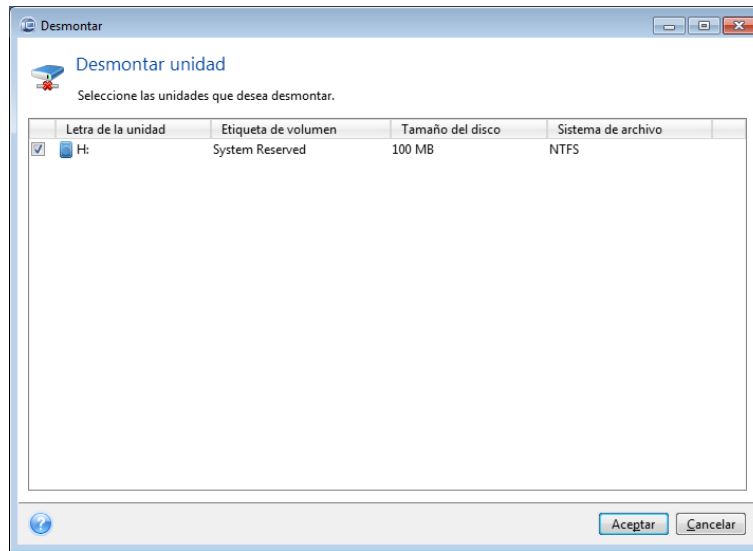 Desmontar
Desmontar unidad
Seleccione las unidades que desea desmontar.
Letra de la unidad Etiqueta de volumen Tamaño del disco Sistema de archivo
H: System Reserved 100 MB NTFS
? Aceptar Cancelar